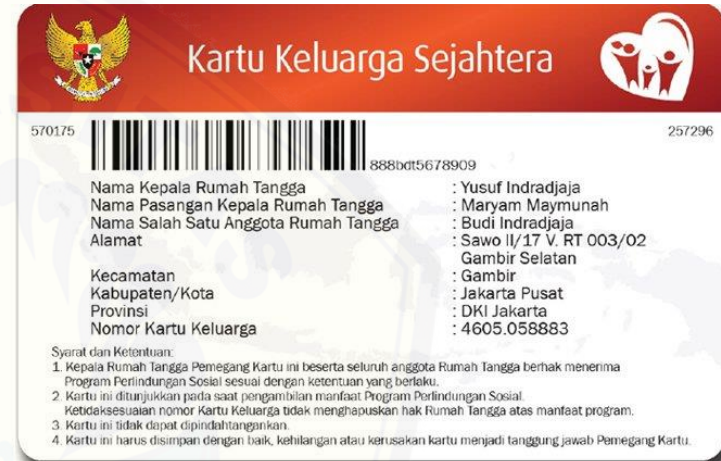 Kartu Keluarga Sejahtera
570175
257296
888bdt5678909
Nama Kepala Rumah Tangga : Yusuf Indradjaja
Nama Pasangan Kepala Rumah Tangga : Maryam Maymunah
Nama Salah Satu Anggota Rumah Tangga : Budi Indradjaja
Alamat : Sawo II/17 V. RT 003/02
Gambir Selatan
Kecamatan : Gambir
Kabupaten/Kota : Jakarta Pusat
Provinsi : DKI Jakarta
Nomor Kartu Keluarga : 4605.058883
Syarat dan Ketentuan:
1. Kepala Rumah Tangga Pemegang Kartu ini beserta seluruh anggota Rumah Tangga berhak menerima
Program Perlindungan Sosial sesuai dengan ketentuan yang berlaku.
2. Kartu ini ditunjukkan pada saat pengambilan manfaat Program Perlindungan Sosial.
Ketidaksesuaian nomor Kartu Keluarga tidak menghapuskan hak Rumah Tangga atas manfaat program.
3. Kartu ini tidak dapat dipindahtangankan.
4. Kartu ini harus disimpan dengan baik, kehilangan atau kerusakan kartu menjadi tanggung jawab Pemegang Kartu.